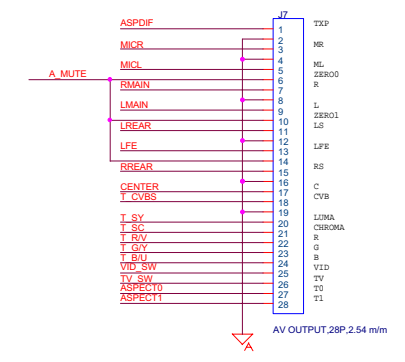 J7
ASPDIF 1 TXP
2
MICR 3 MR
4
MICL 5 ML
A_MUTE 6 ZERO0
RMAIN 7 R
8
LMAIN 9 L
10 ZERO1
LREAR 11 LS
12
LFE 13 LFE
14
RREAR 15 RS
16
CENTER 17 C
T_CVBS 18 CVB
19
T_SY 20 LUMA
T_SC 21 CHROMA
T_R/V 22 R
T_G/Y 23 G
T_B/U 24 B
VID_SW 25 VID
TV_SW 26 TV
ASPECT0 27 T0
ASPECT1 28 T1
AV OUTPUT,28P,2.54 m/m
A